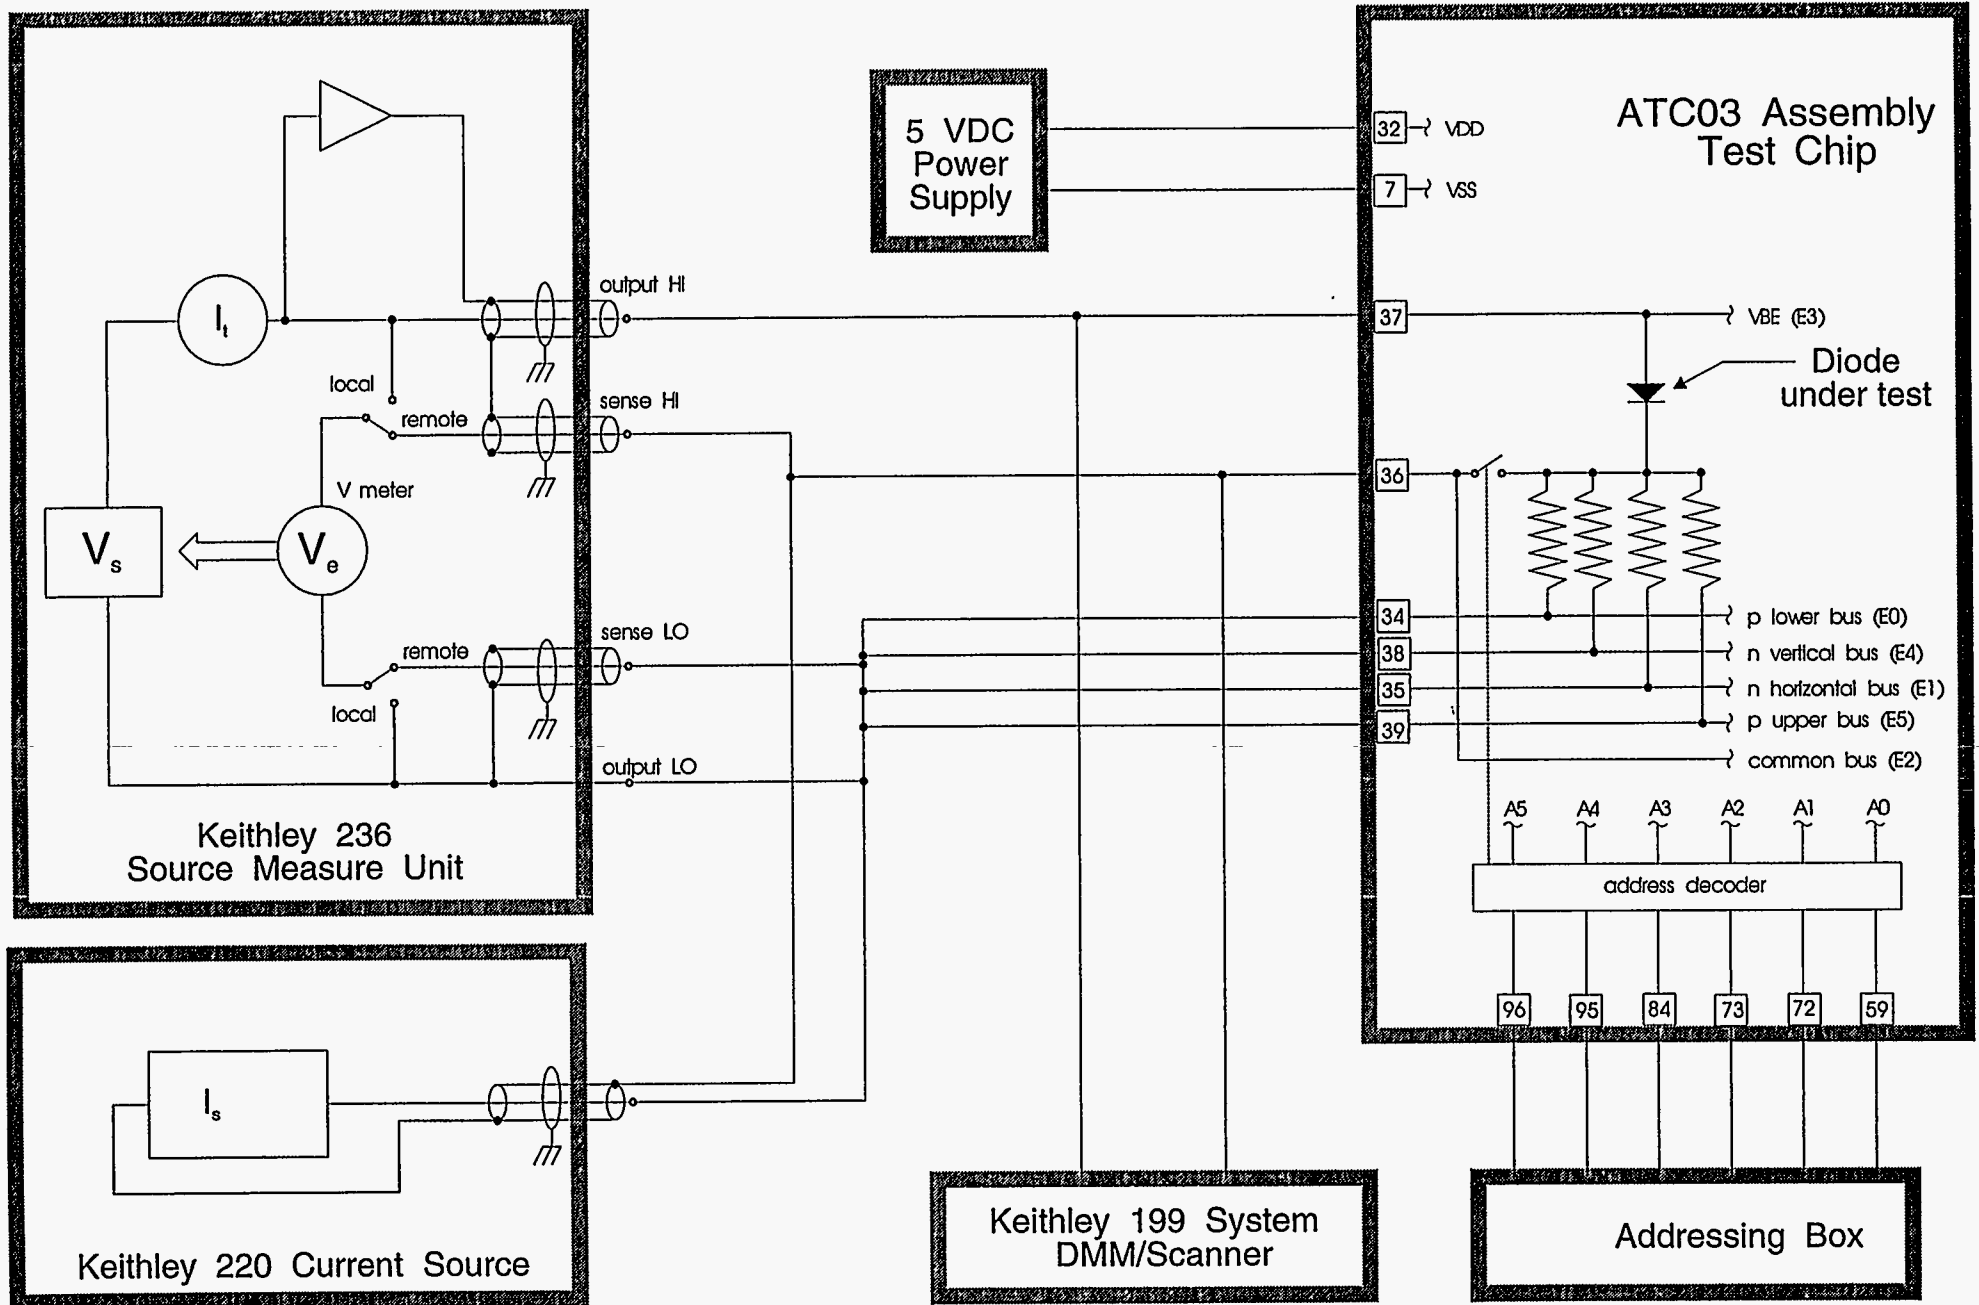 ATC03 Assembly
Test Chip
5 VDC
Power
Supply
32
VDD
7
VSS
output HI
I_t
37
VBE (E3)
Diode
under test
local
sense HI
remote
36
V meter
V_s
V_e
34
p lower bus (E0)
sense LO
remote
38
n vertical bus (E4)
35
n horizontal bus (E1)
local
39
p upper bus (E5)
output LO
common bus (E2)
A5 A4 A3 A2 A1 A0
Keithley 236
Source Measure Unit
address decoder
96 95 84 73 72 59
I_s
Keithley 220 Current Source
Keithley 199 System
DMM/Scanner
Addressing Box